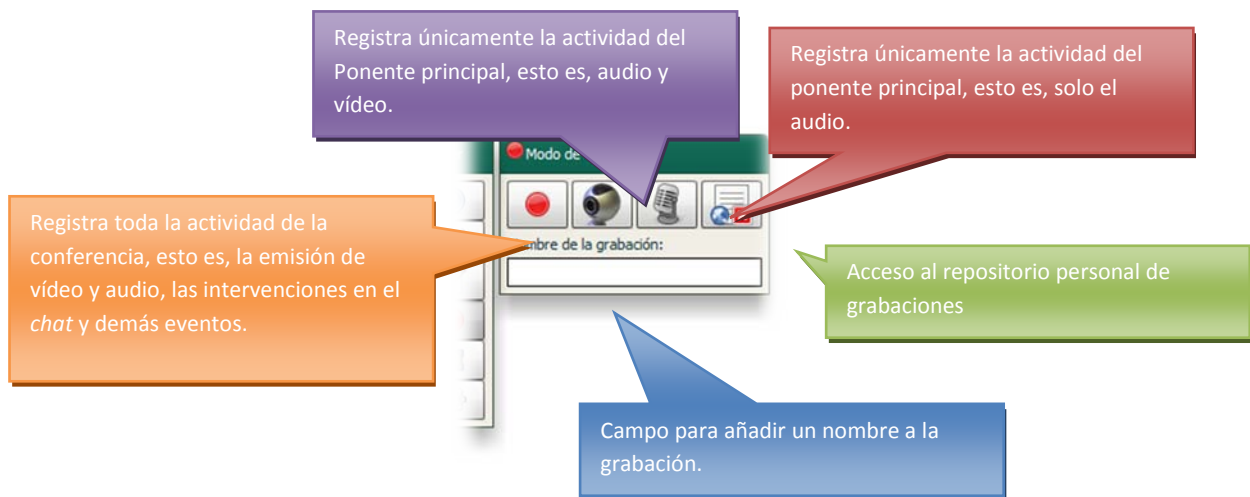 Registra únicamente la actividad del
Ponente principal, esto es, audio y
vídeo.
Registra únicamente la actividad del
ponente principal, esto es, solo el
audio.
Modo de
Registra toda la actividad de la
conferencia, esto es, la emisión de
vídeo y audio, las intervenciones en el
chat y demás eventos.
de la grabación:
Acceso al repositorio personal de
grabaciones
Campo para añadir un nombre a la
grabación.